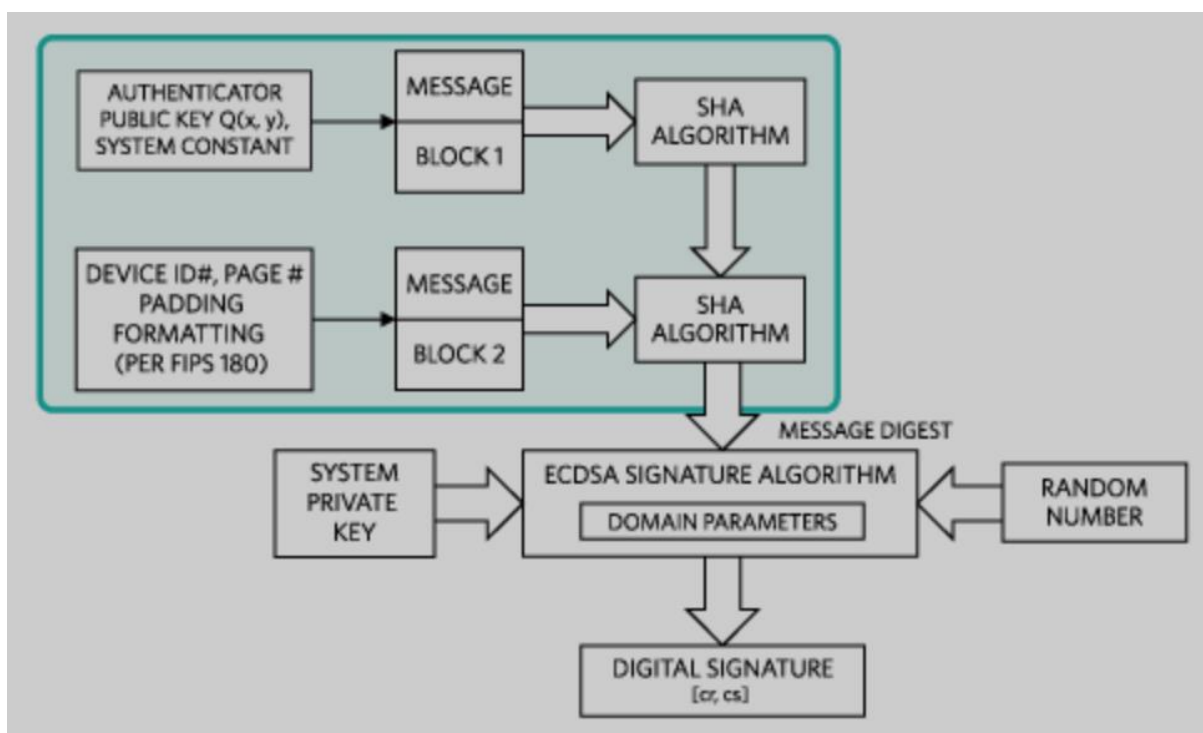 AUTHENTICATOR
PUBLIC KEY Q(x, y),
SYSTEM CONSTANT
MESSAGE
BLOCK 1
SHA
ALGORITHM
DEVICE ID#, PAGE #
PADDING
FORMATTING
(PER FIPS 180)
MESSAGE
BLOCK 2
SHA
ALGORITHM
MESSAGE DIGEST
SYSTEM
PRIVATE
KEY
ECDSA SIGNATURE ALGORITHM
DOMAIN PARAMETERS
RANDOM
NUMBER
DIGITAL SIGNATURE
[cr, cs]